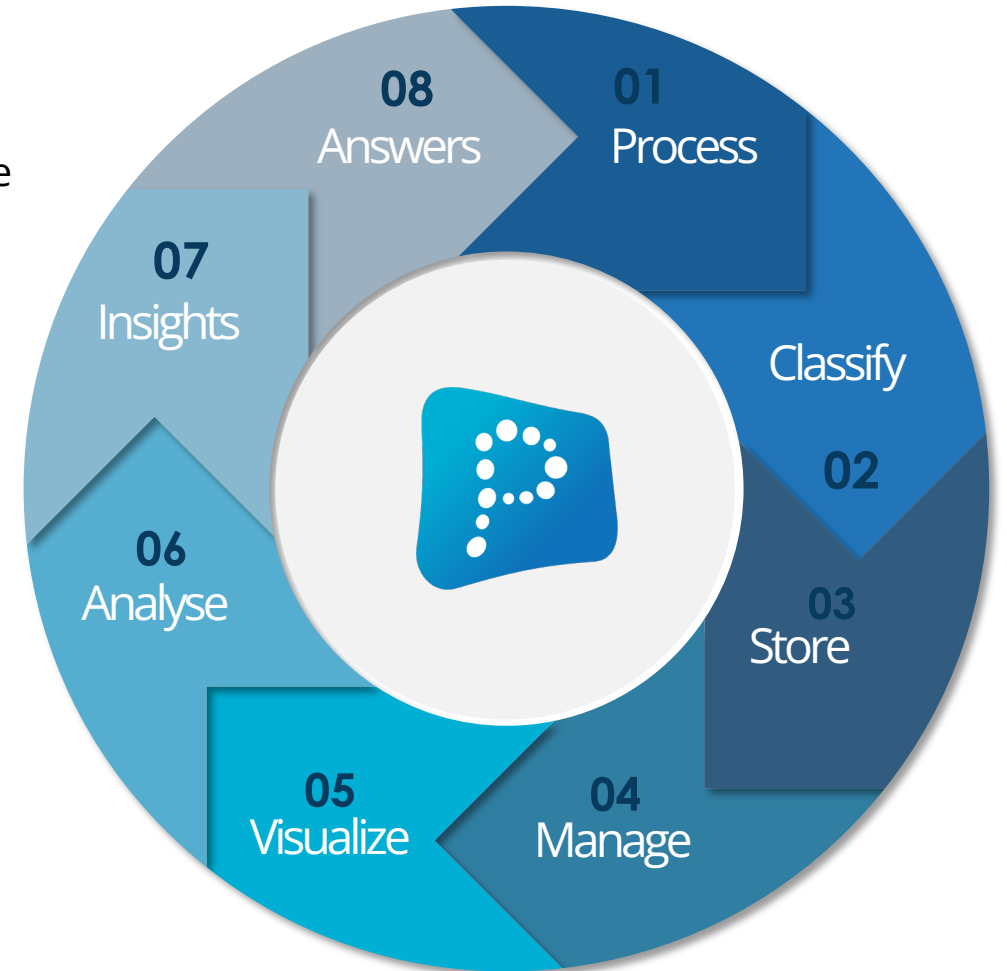 e
01
Process
Classify
02
03
Store
04
Manage
05
Visualize
06
Analyse
07
Insights
08
Answers
P